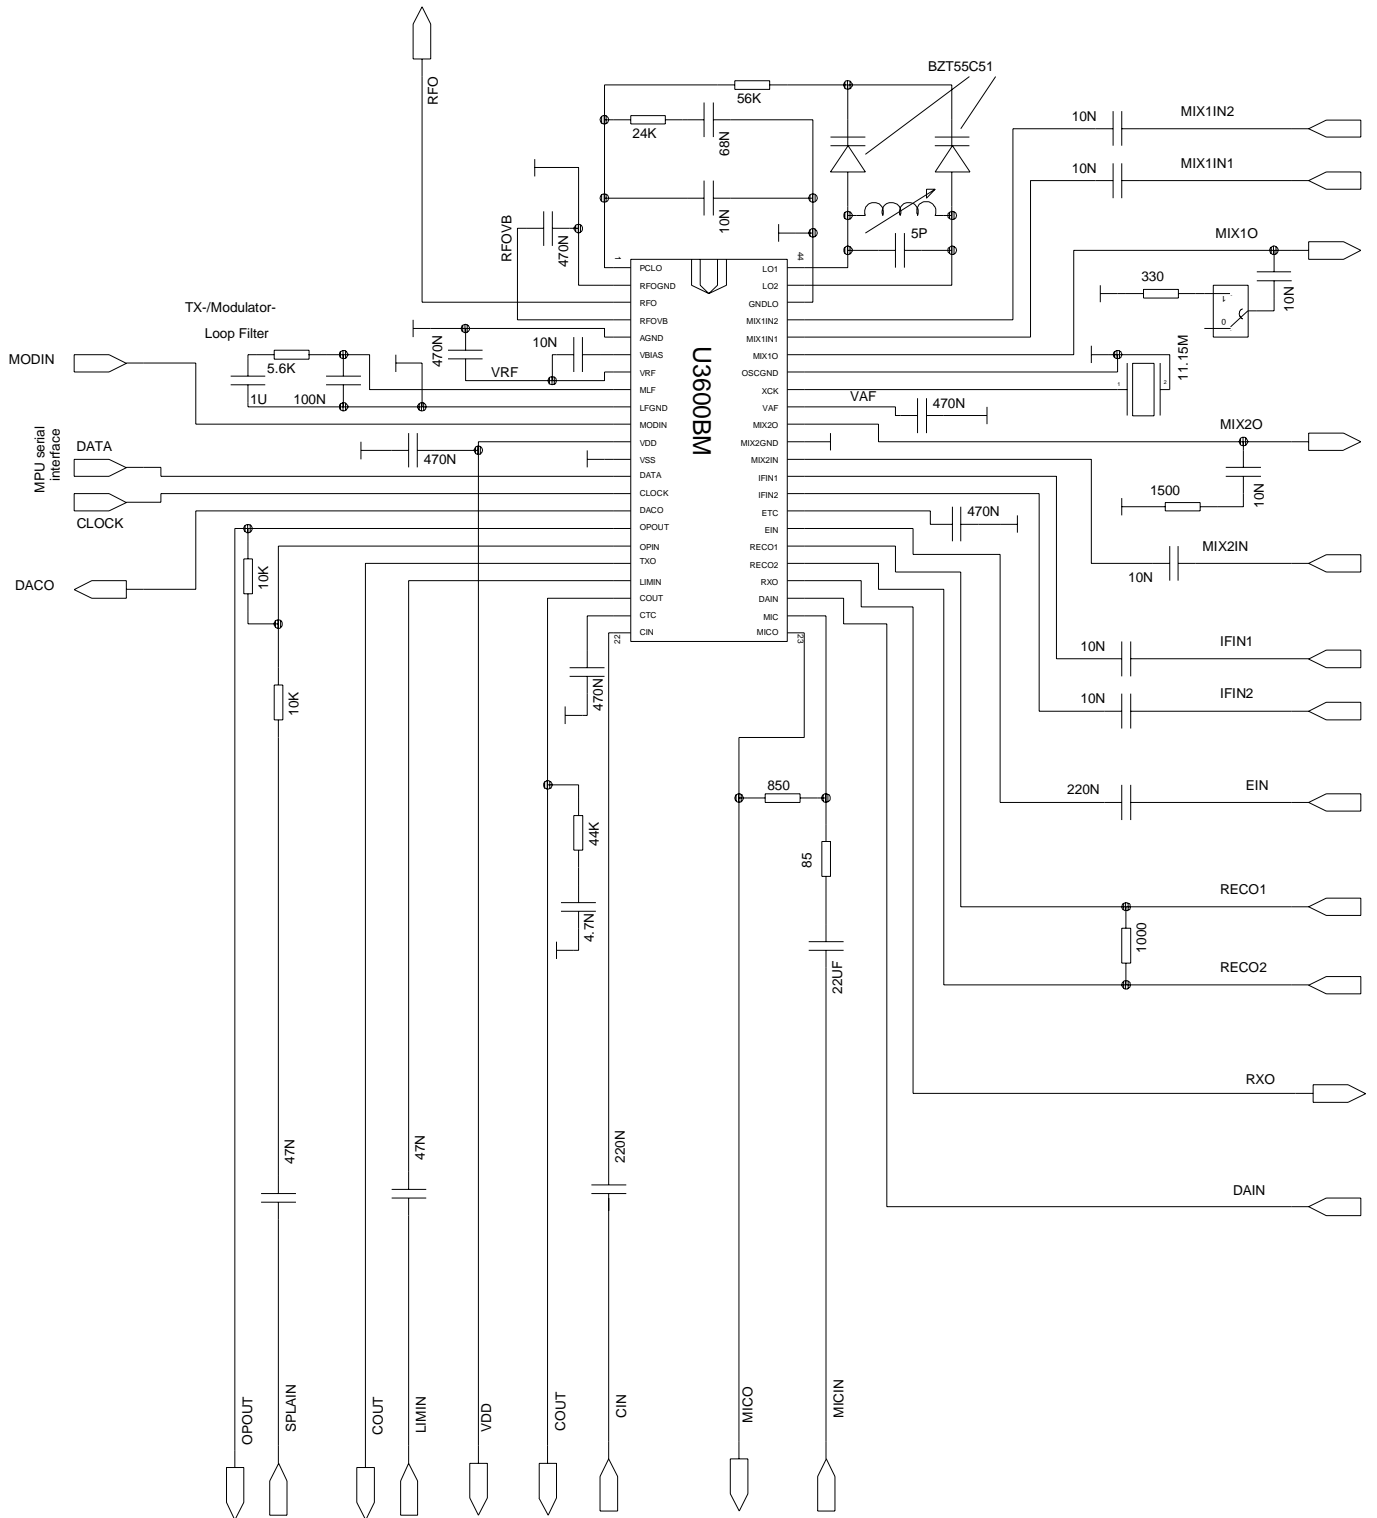 RFO
BZT55C51
56K
24K
68N
10N
MIX1IN2
10N
MIX1IN1
10N
RFOVB
470N
5P
MIX1O
330
1
0
10N
11.15M
1
2
TX-/Modulator-
Loop Filter
5.6K
1U
100N
470N
10N
VRF
MODIN
MPU serial
interface
DATA
CLOCK
DACO
470N
1
44
22
23
U3600BM
PCLO
RFOGND
RFO
RFOVB
AGND
VBIAS
VRF
MLF
LFGND
MODIN
VDD
VSS
DATA
CLOCK
DACO
OPOUT
OPIN
TXO
LIMIN
COUT
CTC
CIN
LO1
LO2
GNDLO
MIX1IN2
MIX1IN1
MIX1O
OSCGND
XCK
VAF
MIX2O
MIX2GND
MIX2IN
IFIN1
IFIN2
ETC
EIN
RECO1
RECO2
RXO
DAIN
MIC
MICO
VAF
470N
MIX2O
1500
10N
470N
MIX2IN
10N
10K
10K
470N
10N
IFIN1
10N
IFIN2
850
220N
EIN
44K
85
4.7N
22UF
RECO1
1000
RECO2
RXO
47N
47N
220N
DAIN
OPOUT
SPLAIN
COUT
LIMIN
VDD
COUT
CIN
MICO
MICIN